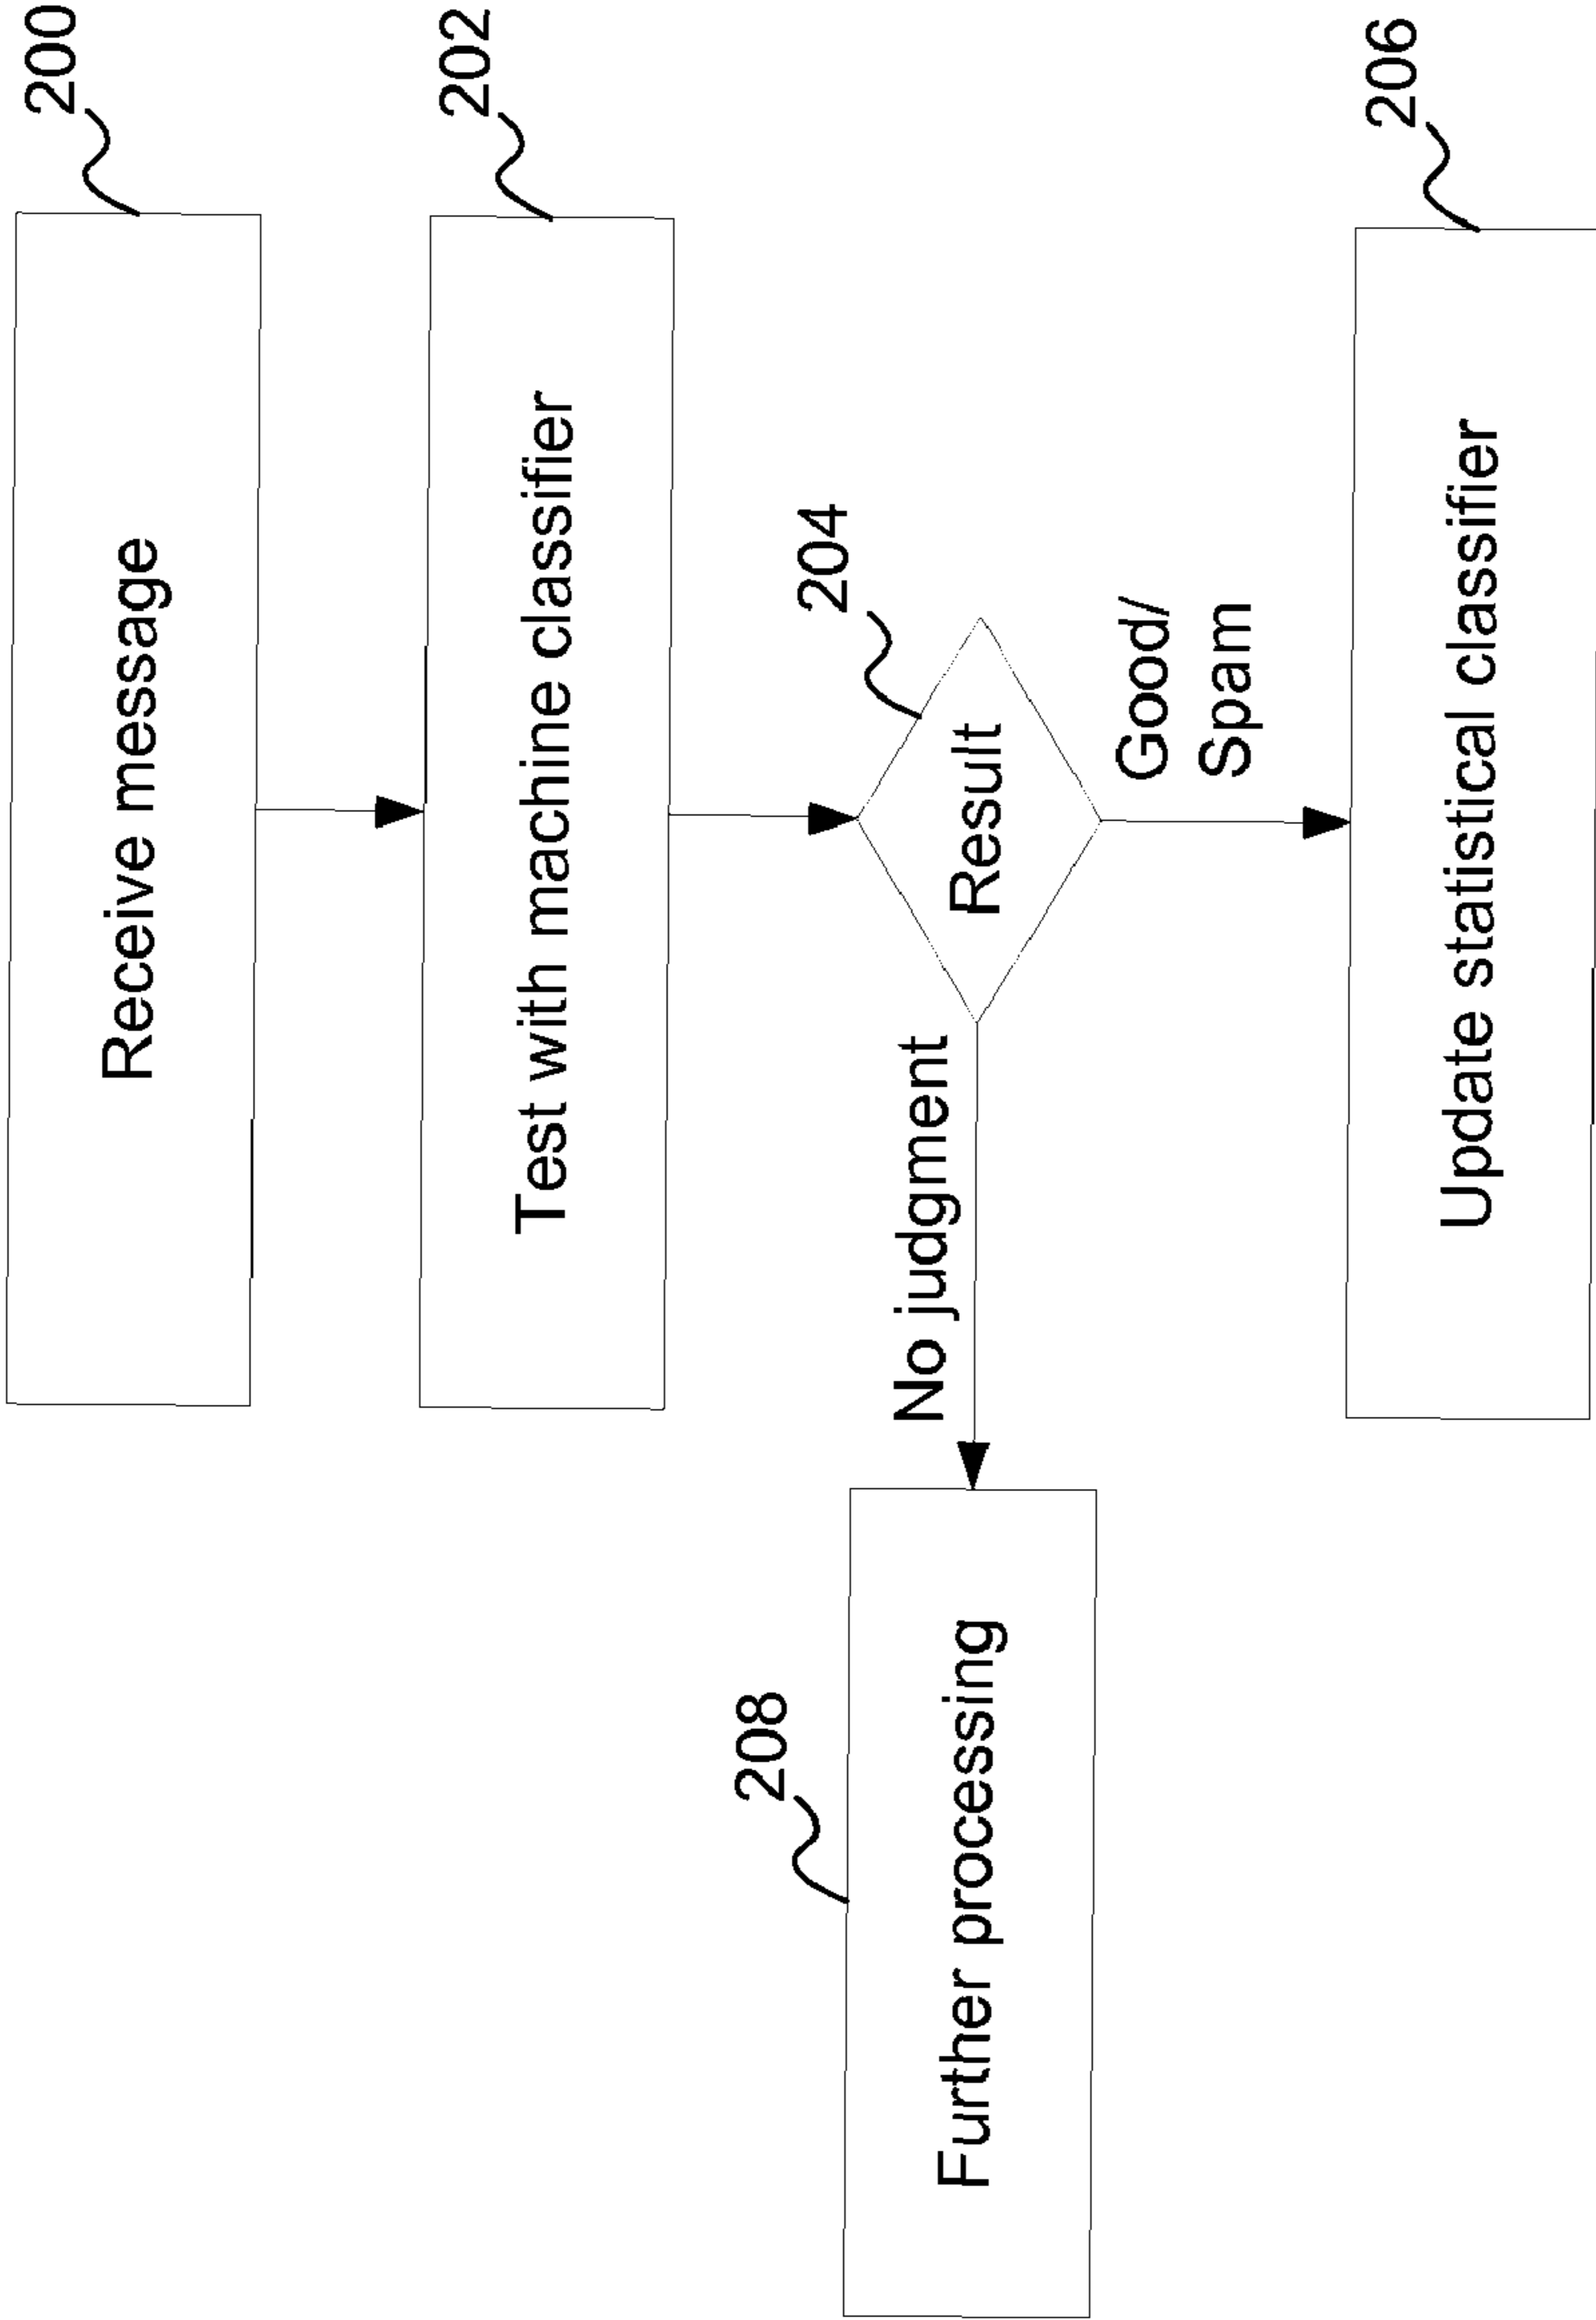 200
Receive message
202
Test with machine classifier
204
Result
No judgment
Good/
Spam
208
Further processing
206
Update statistical classifier